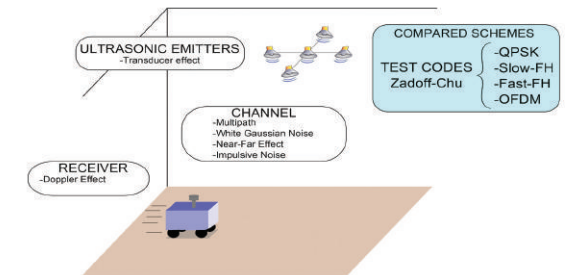 ULTRASONIC EMITTERS
-Transducer effect
COMPARED SCHEMES
TEST CODES
Zadoff-Chu
-QPSK
-Slow-FH
-Fast-FH
-OFDM
CHANNEL
-Multipath
-White Gaussian Noise
-Near-Far Effect
-Impulsive Noise
RECEIVER
-Doppler Effect